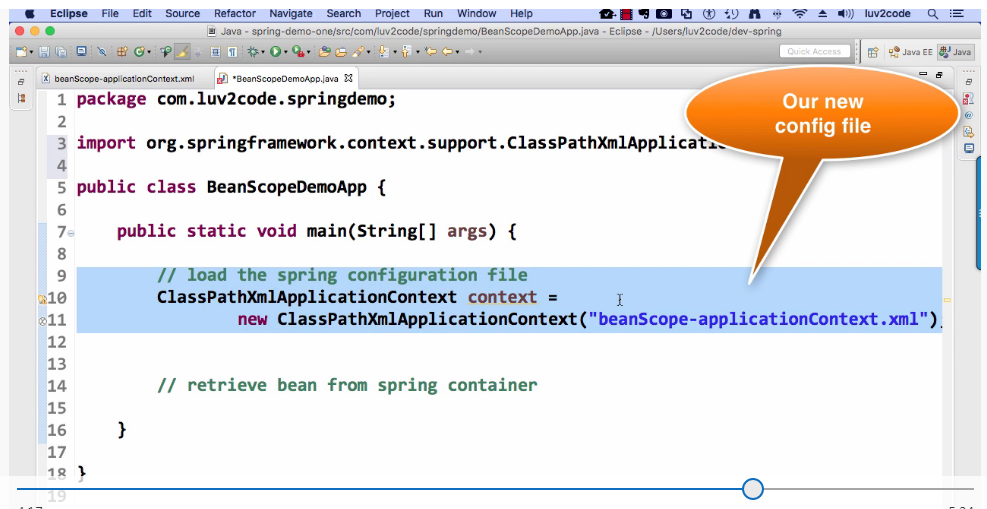 Eclipse File Edit Source Refactor Navigate Search Project Run Window Help luv2code
Java - spring-demo-one/src/com/luv2code/springdemo/BeanScopeDemoApp.java - Eclipse - /Users/luv2code/dev-spring
Quick Access Java EE Java
beanScope-applicationContext.xml *BeanScopeDemoApp.java
Our new
config file
1 package com.luv2code.springdemo;
2
3 import org.springframework.context.support.ClassPathXmlApplicatio
4
5 public class BeanScopeDemoApp {
6
7 public static void main(String[] args) {
8
9 // load the spring configuration file
10 ClassPathXmlApplicationContext context =
11 new ClassPathXmlApplicationContext("beanScope-applicationContext.xml");
12
13
14 // retrieve bean from spring container
15
16 }
17
18 }
19